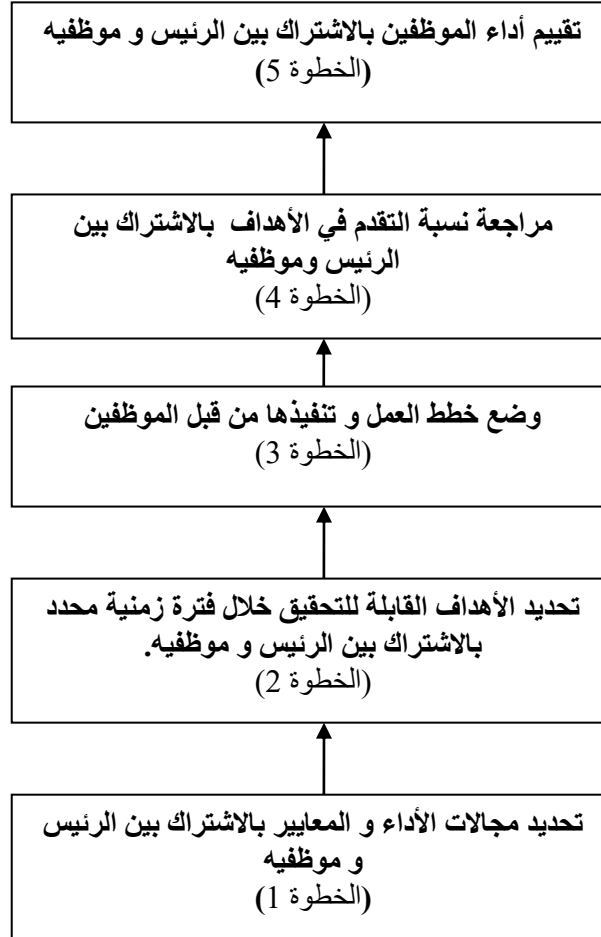 تقييم أداء الموظفين بالاشتراك بين الرئيس و موظفيه
(الخطوة 5)
مراجعة نسبة التقدم في الأهداف بالاشتراك بين
الرئيس وموظفيه
(الخطوة 4)
وضع خطط العمل و تنفيذها من قبل الموظفين
(الخطوة 3)
تحديد الأهداف القابلة للتحقيق خلال فترة زمنية محدد
بالاشتراك بين الرئيس و موظفيه.
(الخطوة 2)
تحديد مجالات الأداء و المعايير بالاشتراك بين الرئيس
و موظفيه
(الخطوة 1)